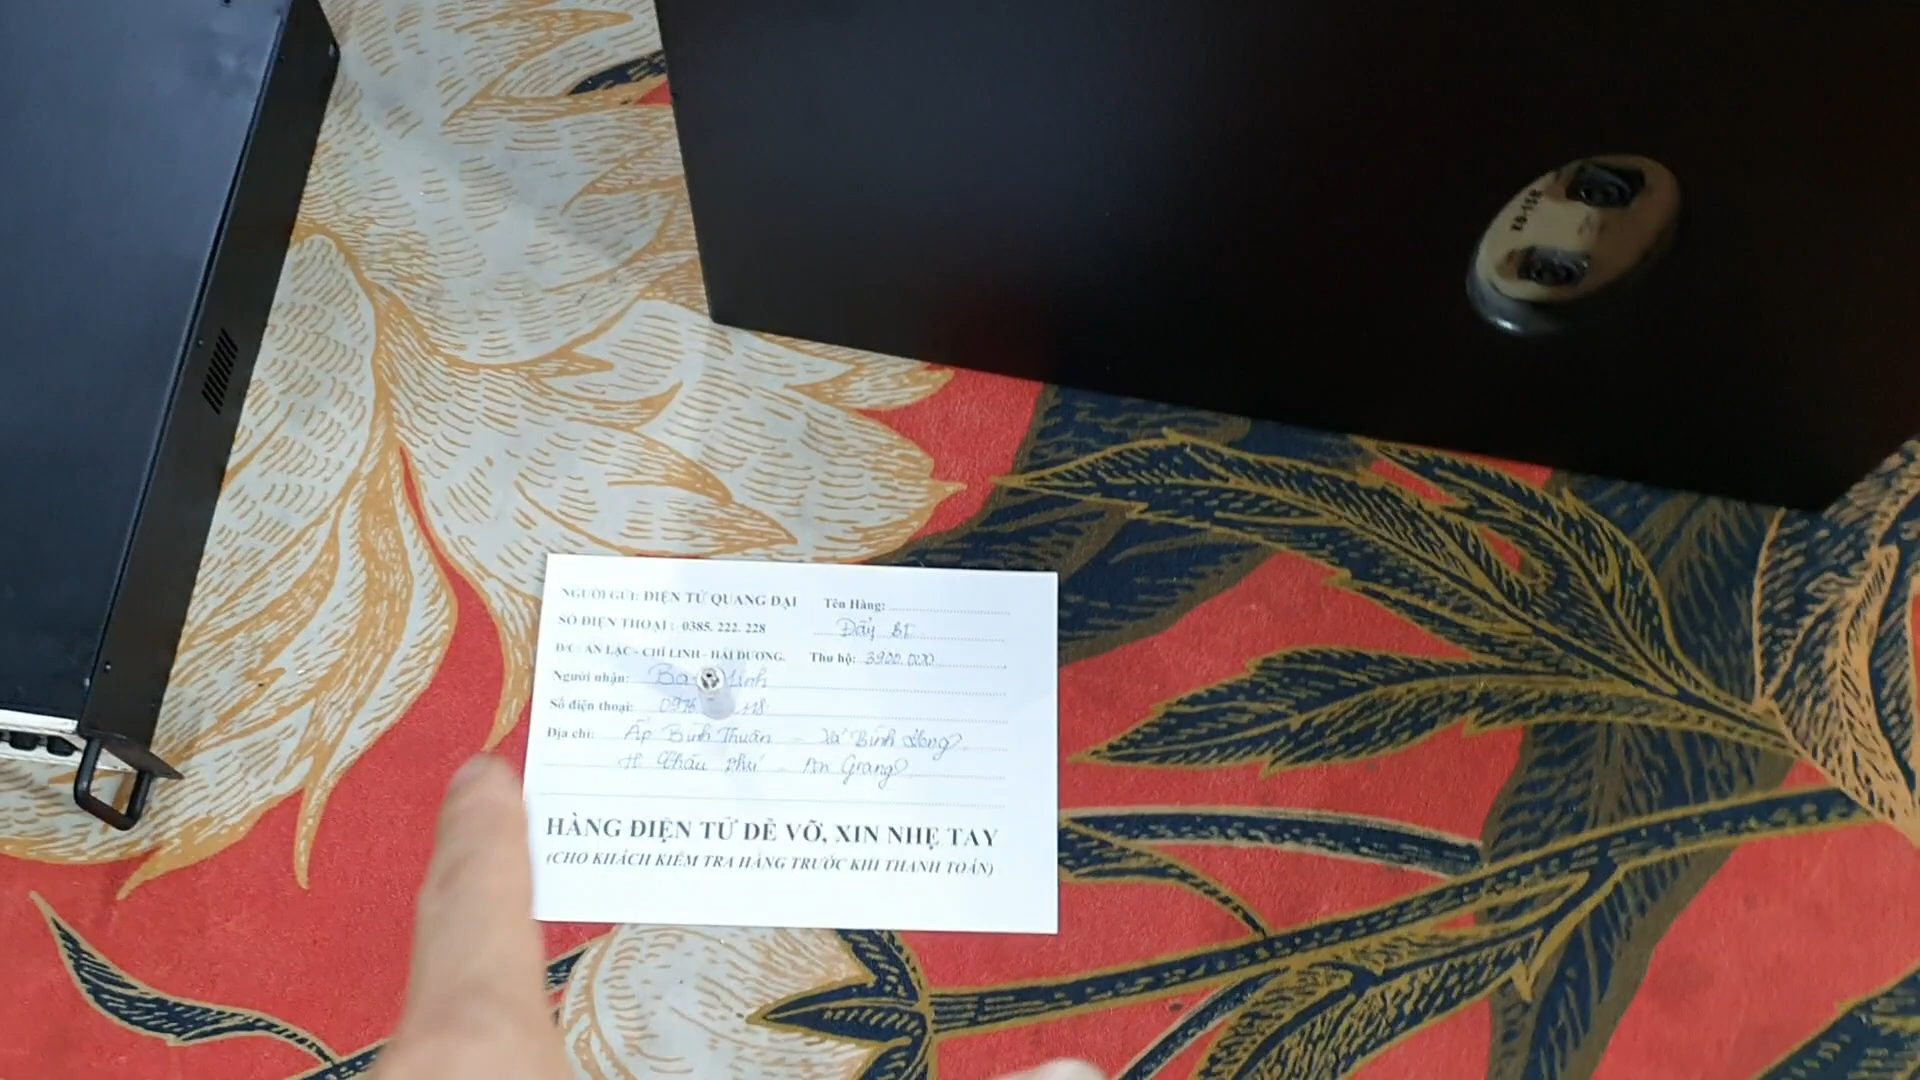 NGƯỜI GỬI: ĐIỆN TỬ QUANG ĐẠI
Tên Hàng:
SỐ ĐIỆN THOẠI : 0385. 222. 228
Đẩy BT
Đ/C: AN LẠC - CHÍ LINH - HẢI DƯƠNG.
Thu hộ: 3900.000
Người nhận: Ba
Số điện thoại: 0976
Địa chỉ: Ấp Bình Thuận - Xã Bình Long
H Châu Phú - An Giang
HÀNG ĐIỆN TỬ DỄ VỠ, XIN NHẸ TAY
(CHO KHÁCH KIỂM TRA HÀNG TRƯỚC KHI THANH TOÁN)